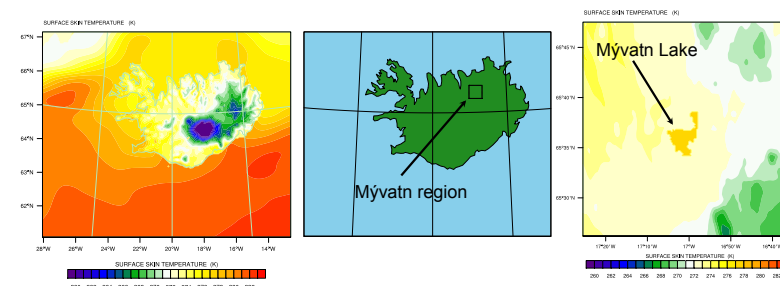 SURFACE SKIN TEMPERATURE (K)
67°N
66°N
65°N
64°N
63°N
62°N
28°W 26°W 24°W 22°W 20°W 18°W 16°W 14°W
SURFACE SKIN TEMPERATURE (K)
Mývatn region
SURFACE SKIN TEMPERATURE (K)
Mývatn Lake
65°45'N
65°40'N
65°35'N
65°30'N
17°20'W 17°10'W 17°W 16°50'W 16°40'W
SURFACE SKIN TEMPERATURE (K)
260 262 264 266 268 270 272 274 276 278 280 282